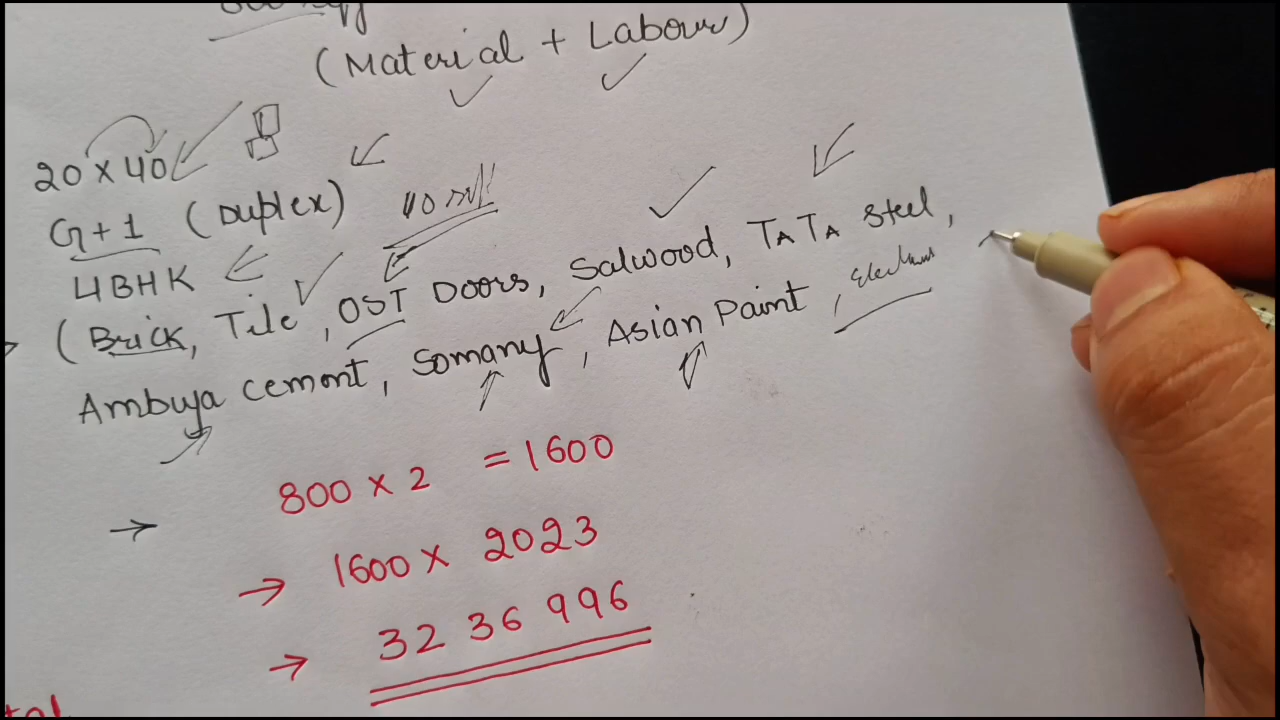 (Material + Labour)
20 x 40
G+1 (Duplex)
4BHK
(Brick, Tile, OST Doors, Salwood, TATA Steel,
Ambuja cement, Somany, Asian Paint,
800 x 2 = 1600
1600 x 2023
32 36 996